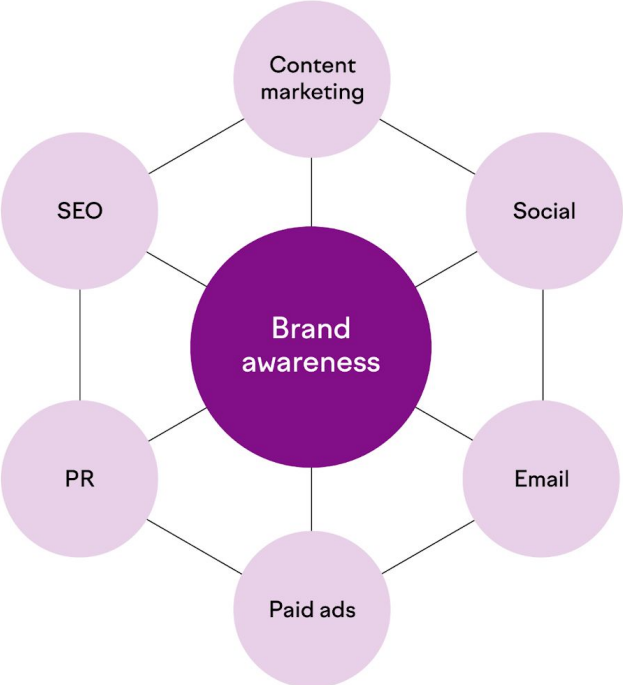 Content
marketing
SEO
Social
Brand
awareness
PR
Email
Paid ads